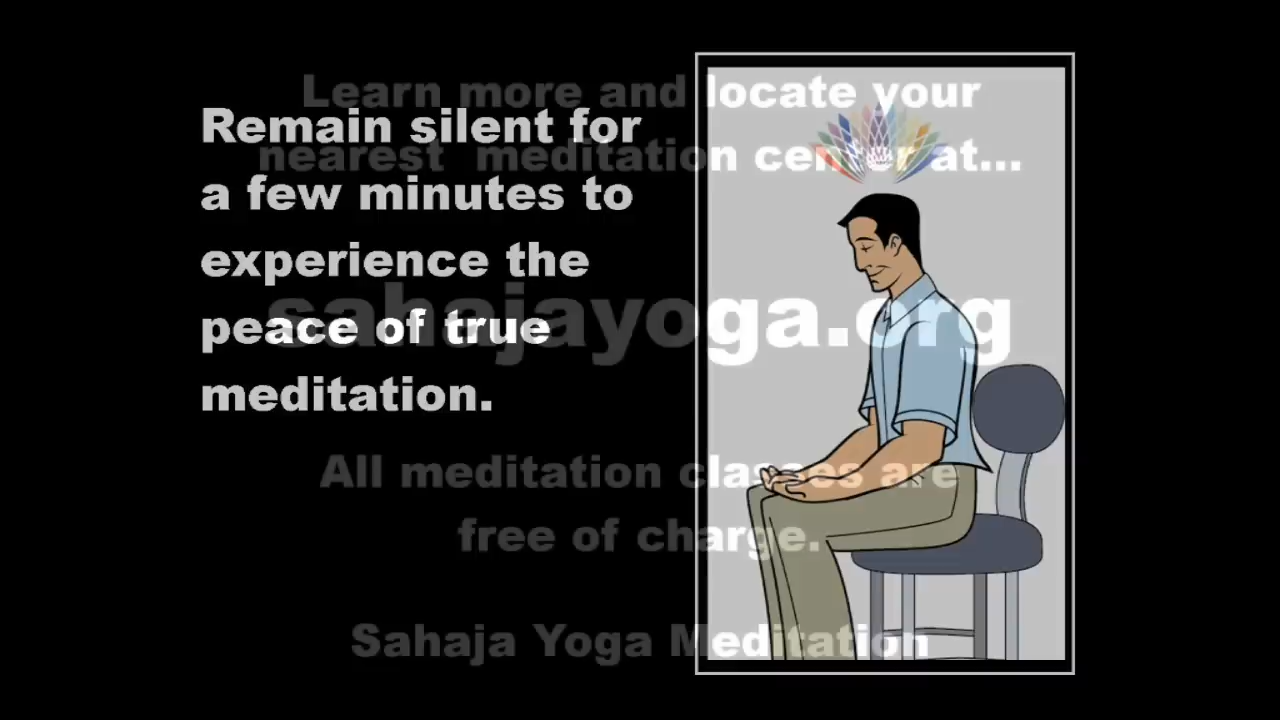 Remain silent for
a few minutes to
experience the
peace of true
meditation.
Learn more and locate your
nearest meditation center at...
sahajayoga.org
All meditation classes are
free of charge.
Sahaja Yoga Meditation